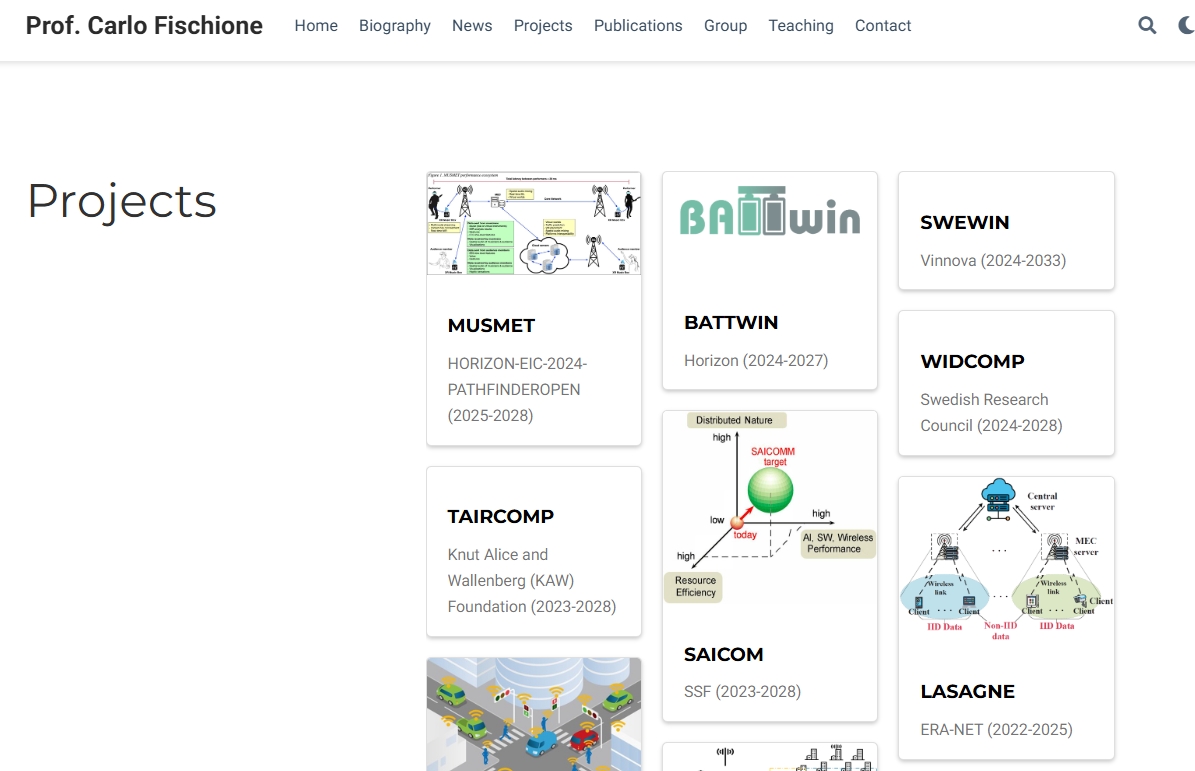 Prof. Carlo Fischione
Home Biography News Projects Publications Group Teaching Contact
Projects
MUSMET
HORIZON-EIC-2024-
PATHFINDEROPEN
(2025-2028)
TAIRCOMP
Knut Alice and
Wallenberg (KAW)
Foundation (2023-2028)
BATTwin
BATTWIN
Horizon (2024-2027)
Distributed Nature
high
SAICOMM
target
low
high
today
AI, SW, Wireless
Performance
high
Resource
Efficiency
SAICOM
SSF (2023-2028)
SWEWIN
Vinnova (2024-2033)
WIDCOMP
Swedish Research
Council (2024-2028)
Central
server
MEC
server
...
Wireless
link
Wireless
link
...
Client ... Client
Client ... Client
Client
IID Data
Non-IID
data
IID Data
LASAGNE
ERA-NET (2022-2025)